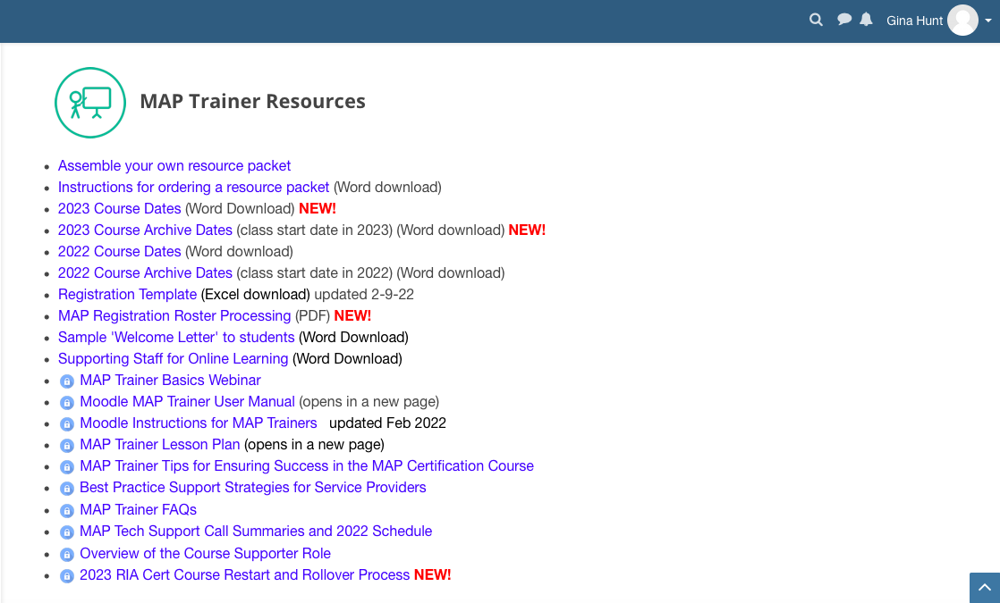 Gina Hunt
MAP Trainer Resources
Assemble your own resource packet
Instructions for ordering a resource packet (Word download)
2023 Course Dates (Word Download) NEW!
2023 Course Archive Dates (class start date in 2023) (Word download) NEW!
2022 Course Dates (Word download)
2022 Course Archive Dates (class start date in 2022) (Word download)
Registration Template (Excel download) updated 2-9-22
MAP Registration Roster Processing (PDF) NEW!
Sample 'Welcome Letter' to students (Word Download)
Supporting Staff for Online Learning (Word Download)
MAP Trainer Basics Webinar
Moodle MAP Trainer User Manual (opens in a new page)
Moodle Instructions for MAP Trainers updated Feb 2022
MAP Trainer Lesson Plan (opens in a new page)
MAP Trainer Tips for Ensuring Success in the MAP Certification Course
Best Practice Support Strategies for Service Providers
MAP Trainer FAQs
MAP Tech Support Call Summaries and 2022 Schedule
Overview of the Course Supporter Role
2023 RIA Cert Course Restart and Rollover Process NEW!